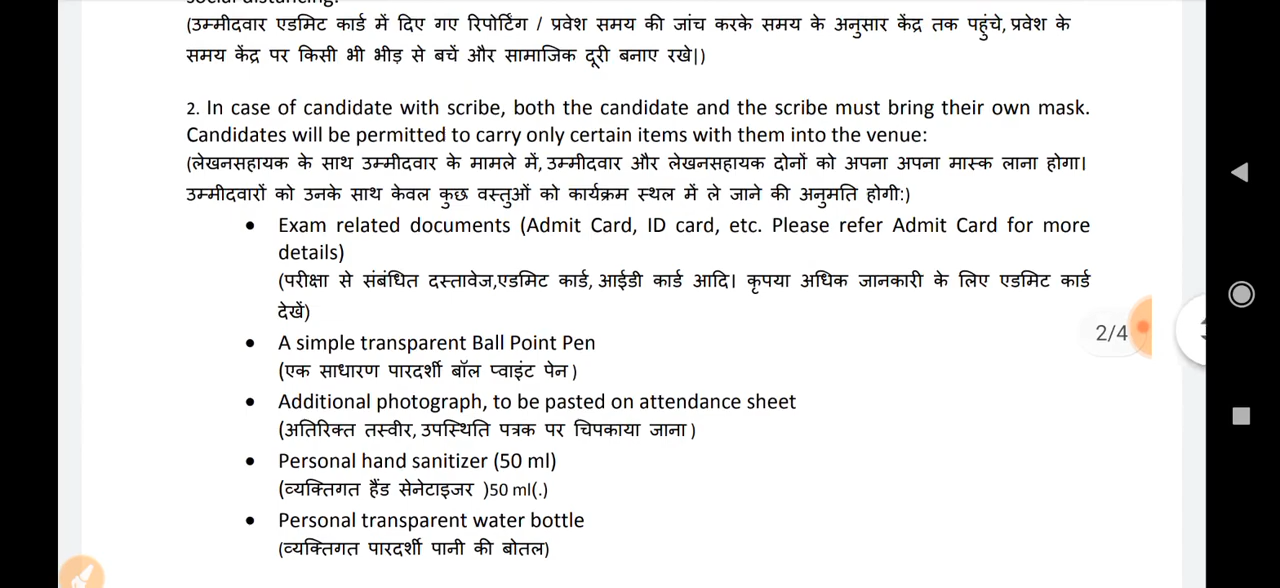 (उम्मीदवार एडमिट कार्ड में दिए गए रिपोर्टिंग / प्रवेश समय की जांच करके समय के अनुसार केंद्र तक पहुंचे, प्रवेश के
समय केंद्र पर किसी भी भीड़ से बचें और सामाजिक दूरी बनाए रखे|)
2. In case of candidate with scribe, both the candidate and the scribe must bring their own mask.
Candidates will be permitted to carry only certain items with them into the venue:
(लेखनसहायक के साथ उम्मीदवार के मामले में, उम्मीदवार और लेखनसहायक दोनों को अपना अपना मास्क लाना होगा।
उम्मीदवारों को उनके साथ केवल कुछ वस्तुओं को कार्यक्रम स्थल में ले जाने की अनुमति होगी:)
• Exam related documents (Admit Card, ID card, etc. Please refer Admit Card for more
details)
(परीक्षा से संबंधित दस्तावेज,एडमिट कार्ड, आईडी कार्ड आदि। कृपया अधिक जानकारी के लिए एडमिट कार्ड
देखें)
2/4
• A simple transparent Ball Point Pen
(एक साधारण पारदर्शी बॉल प्वाइंट पेन )
• Additional photograph, to be pasted on attendance sheet
(अतिरिक्त तस्वीर, उपस्थिति पत्रक पर चिपकाया जाना )
• Personal hand sanitizer (50 ml)
(व्यक्तिगत हैंड सेनेटाइजर )50 ml(.)
• Personal transparent water bottle
(व्यक्तिगत पारदर्शी पानी की बोतल)